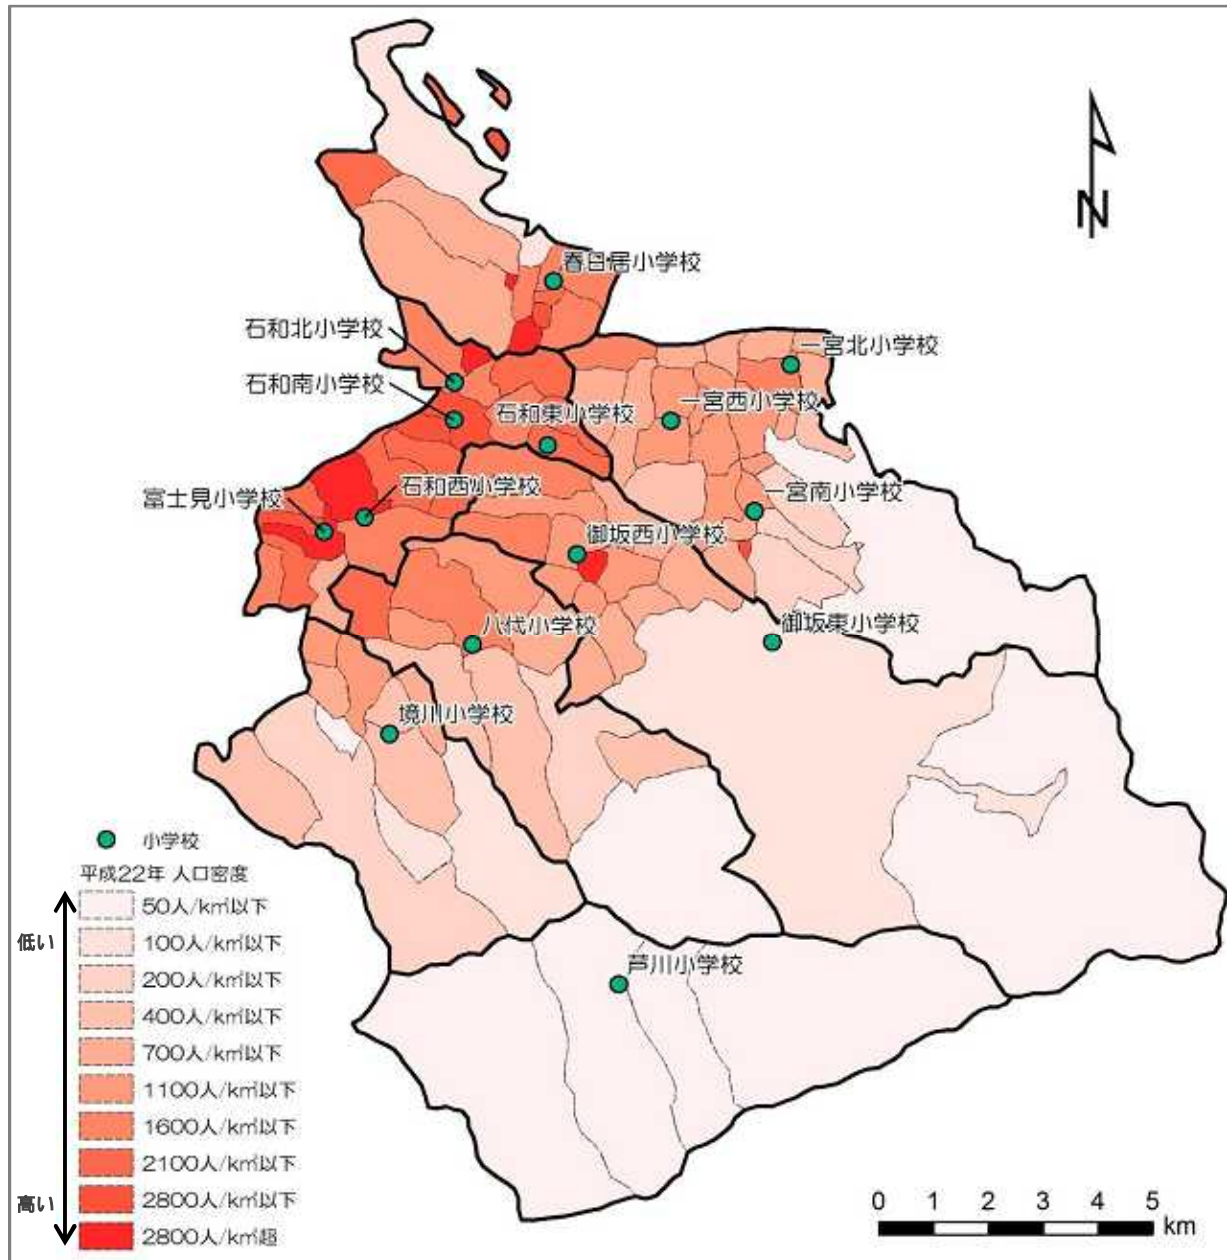 N
春日居小学校
石和北小学校
一宮北小学校
石和南小学校
石和東小学校
一宮西小学校
富士見小学校
石和西小学校
一宮南小学校
御坂西小学校
八代小学校
御坂東小学校
境川小学校
芦川小学校
小学校
平成22年 人口密度
低い
高い
50人/k㎡以下
100人/k㎡以下
200人/k㎡以下
400人/k㎡以下
700人/k㎡以下
1100人/k㎡以下
1600人/k㎡以下
2100人/k㎡以下
2800人/k㎡以下
2800人/k㎡超
0 1 2 3 4 5
km